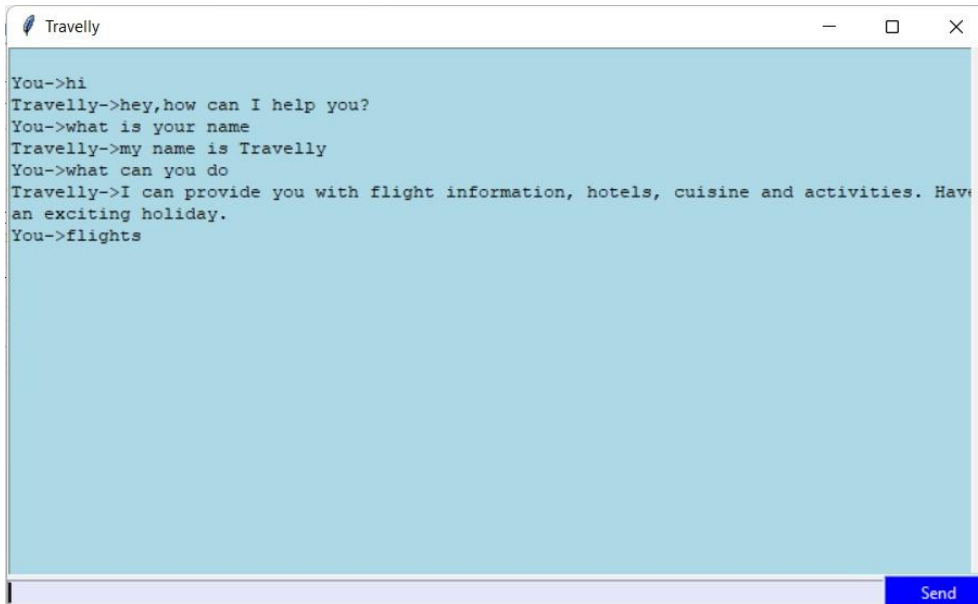 Travelly
You->hi
Travelly->hey,how can I help you?
You->what is your name
Travelly->my name is Travelly
You->what can you do
Travelly->I can provide you with flight information, hotels, cuisine and activities. Have
an exciting holiday.
You->flights
Send